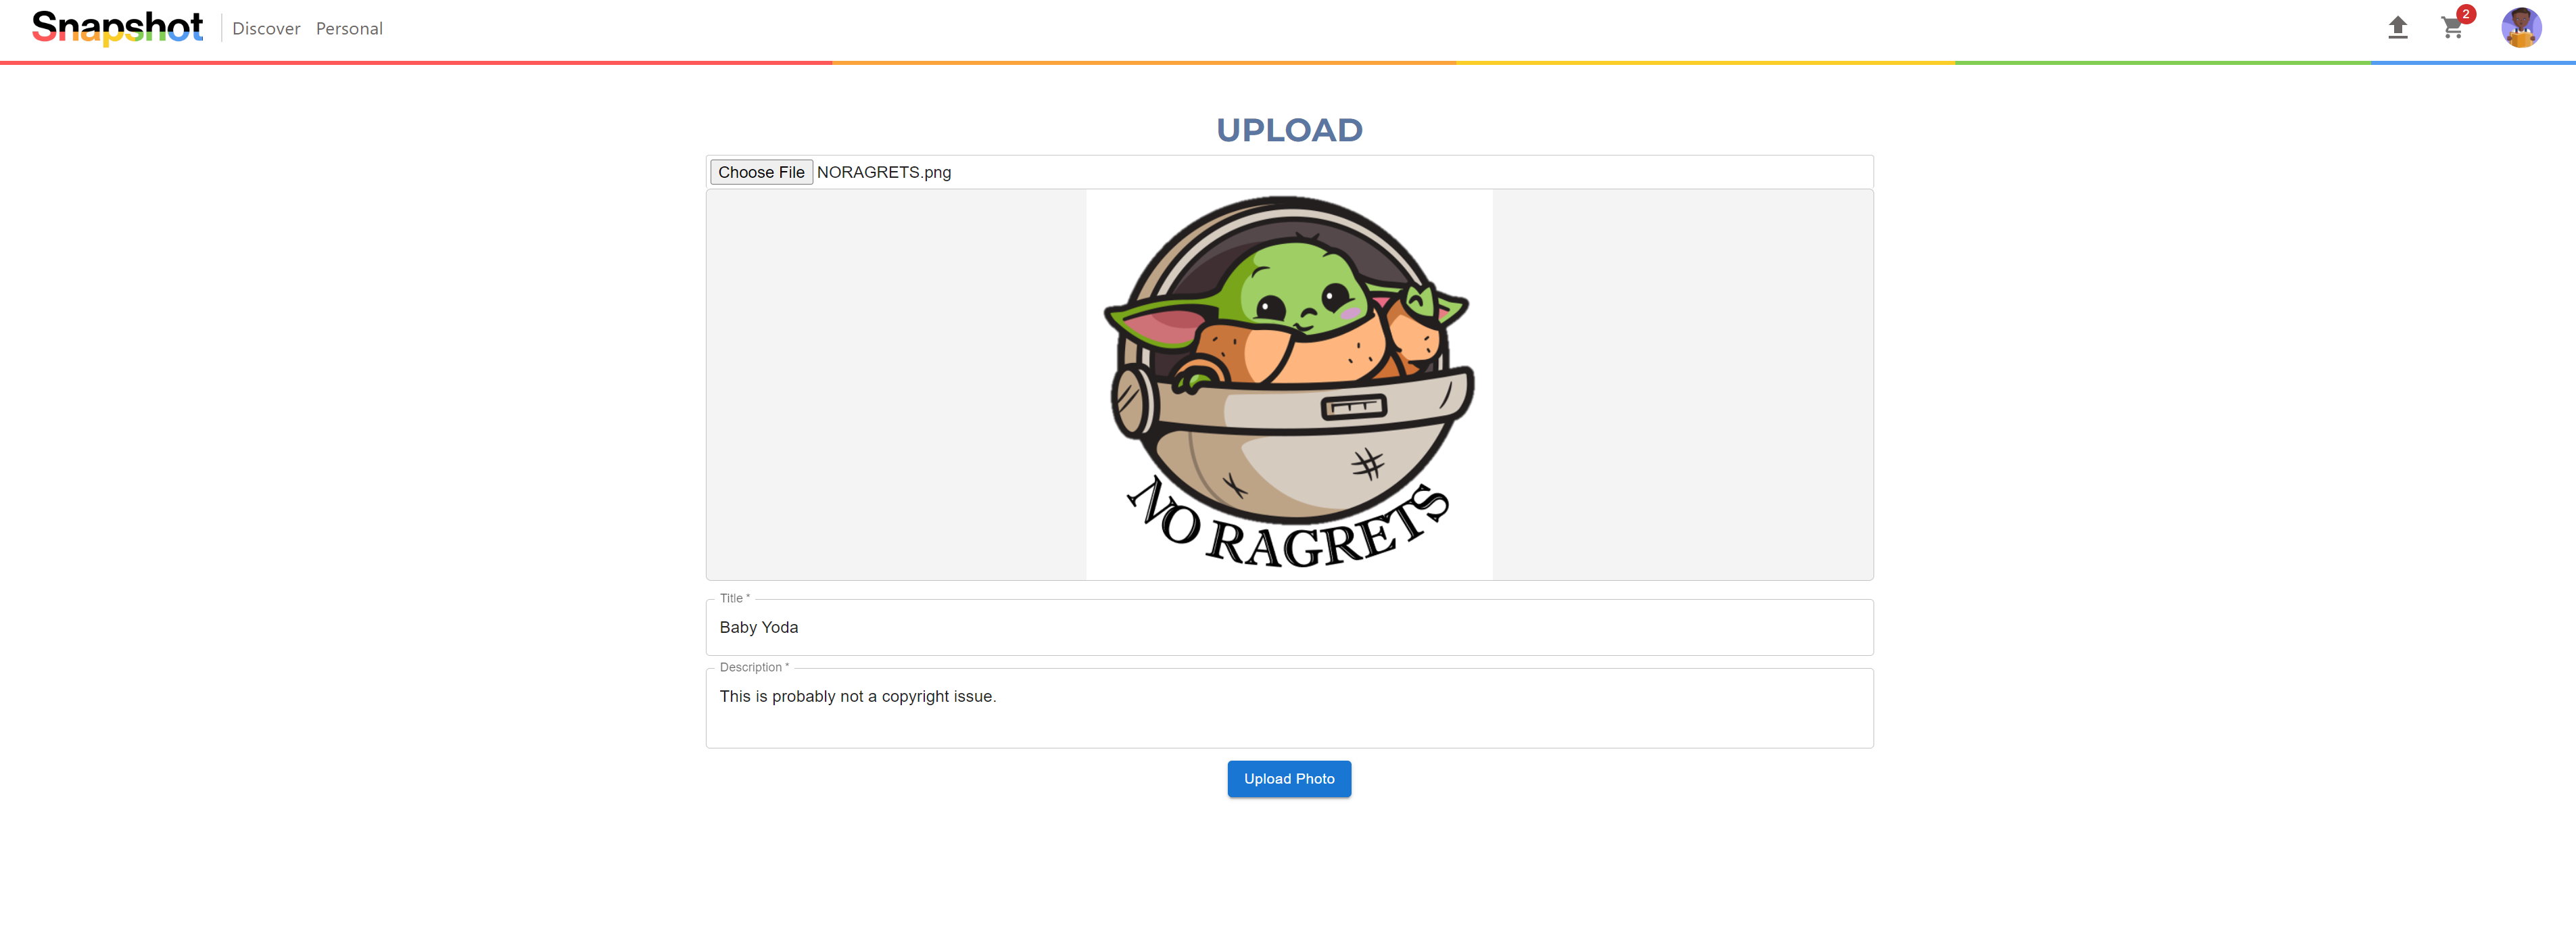 Snapshot Discover Personal 2
UPLOAD
Choose File NORAGRETS.png
NO RAGRETS
Title *
Baby Yoda
Description *
This is probably not a copyright issue.
Upload Photo